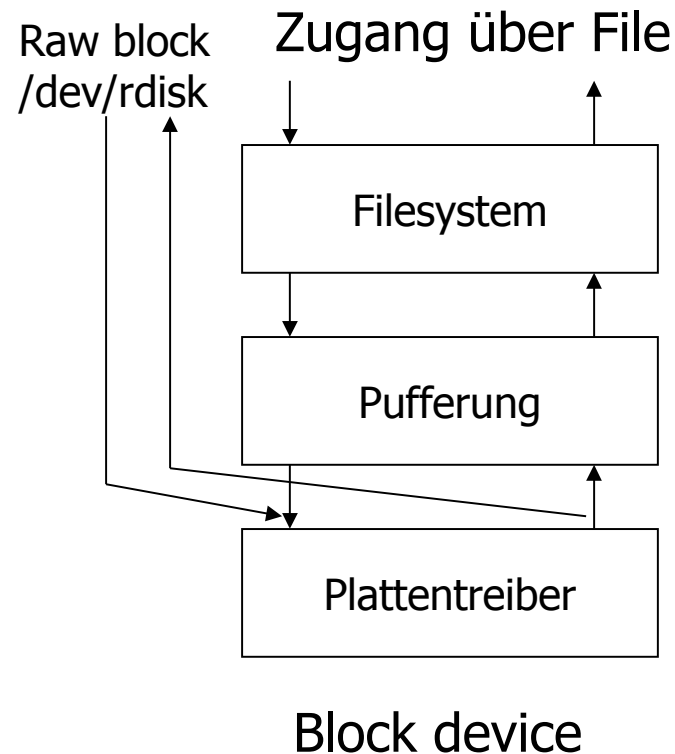 Raw block
/dev/rdisk
Zugang über File
Filesystem
Pufferung
Plattentreiber
Block device